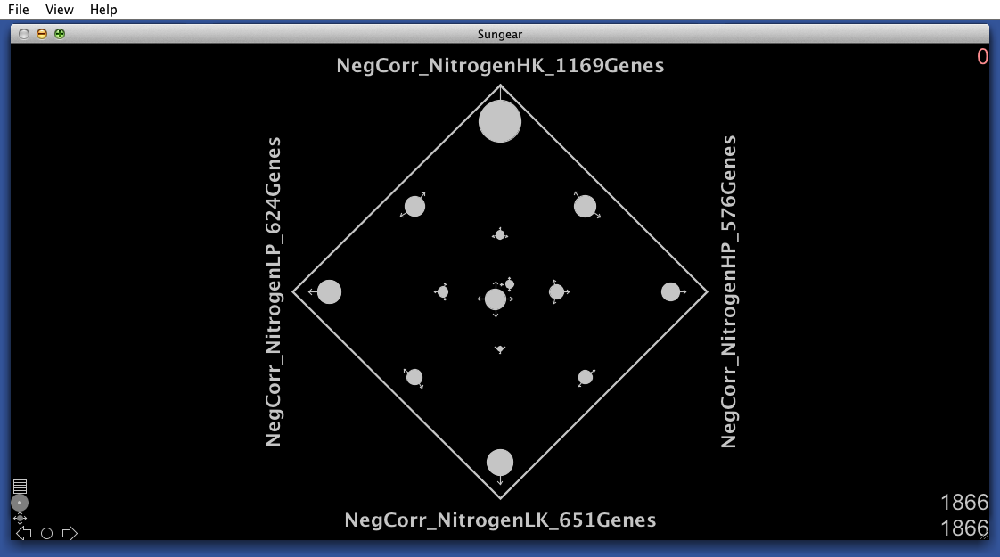 File View Help
Sungear
0
NegCorr_NitrogenHK_1169Genes
NegCorr_NitrogenLP_624Genes
NegCorr_NitrogenHP_576Genes
NegCorr_NitrogenLK_651Genes
1866
1866